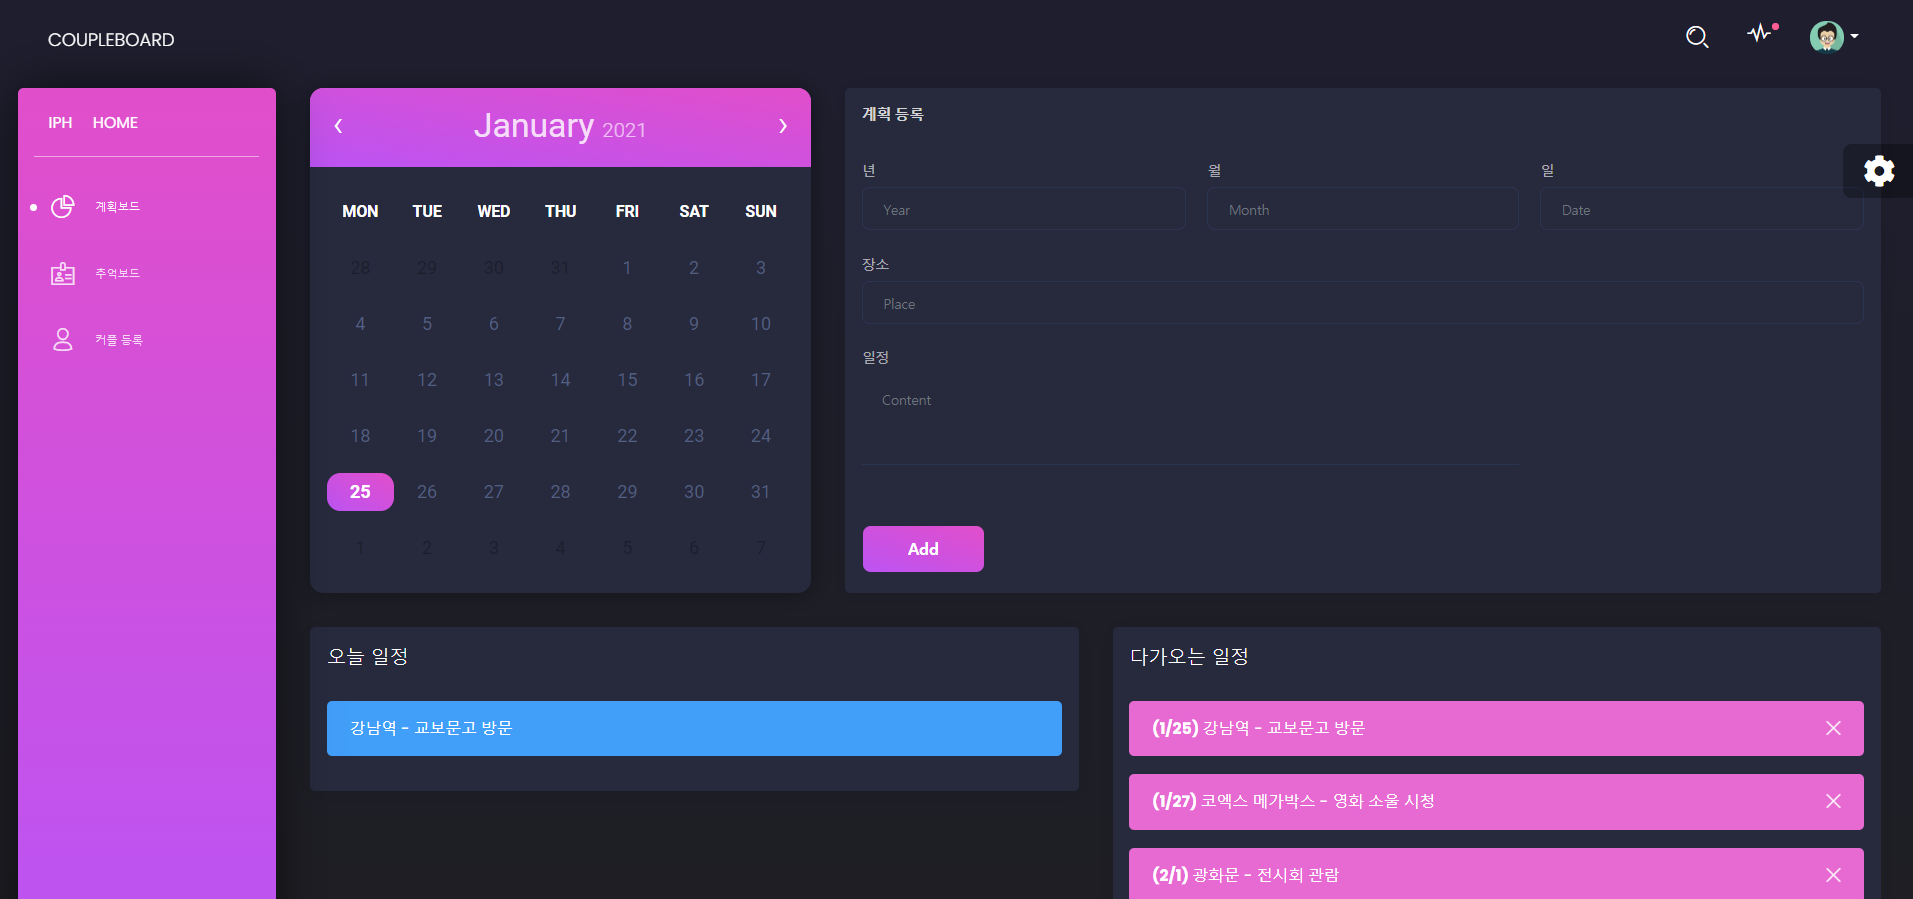 COUPLEBOARD
IPH HOME
계획보드
추억보드
커플 등록
January 2021
MON TUE WED THU FRI SAT SUN
28 29 30 31 1 2 3
4 5 6 7 8 9 10
11 12 13 14 15 16 17
18 19 20 21 22 23 24
25 26 27 28 29 30 31
1 2 3 4 5 6 7
계획 등록
년 월 일
Year Month Date
장소
Place
일정
Content
Add
오늘 일정
강남역 - 교보문고 방문
다가오는 일정
(1/25) 강남역 - 교보문고 방문
(1/27) 코엑스 메가박스 - 영화 소울 시청
(2/1) 광화문 - 전시회 관람